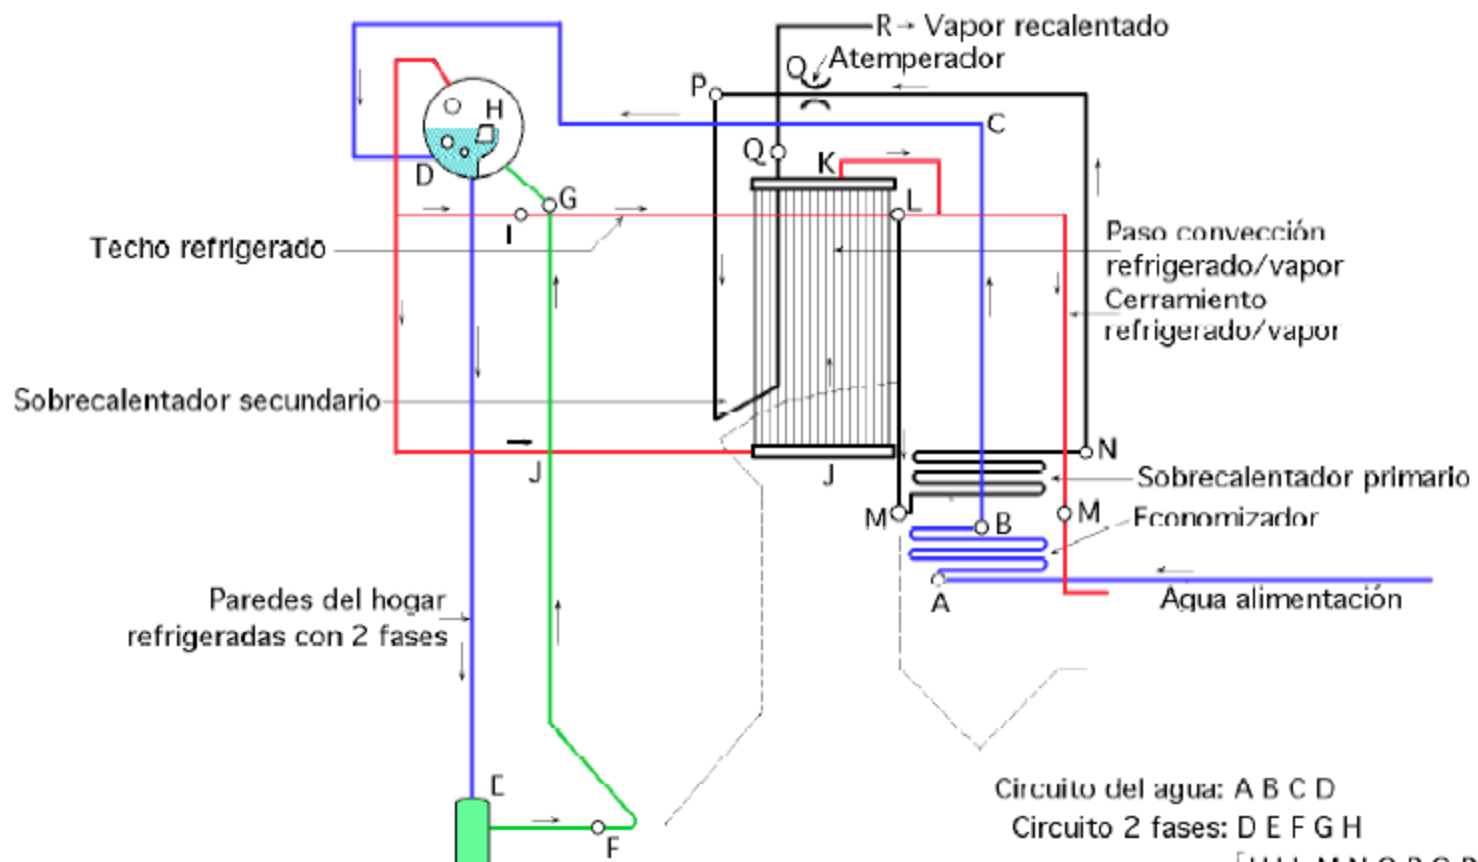 R→ Vapor recalentado
Q
Atemperador
P
H
C
Q
K
D
G
L
I
Techo refrigerado
Paso convección
refrigerado/vapor
Cerramiento
refrigerado/vapor
Sobrecalentador secundario
N
J
J
Sobrecalentador primario
M
B
M
Economizador
A
Agua alimentación
Paredes del hogar
refrigeradas con 2 fases
E
Circuito del agua: A B C D
Circuito 2 fases: D E F G H
F